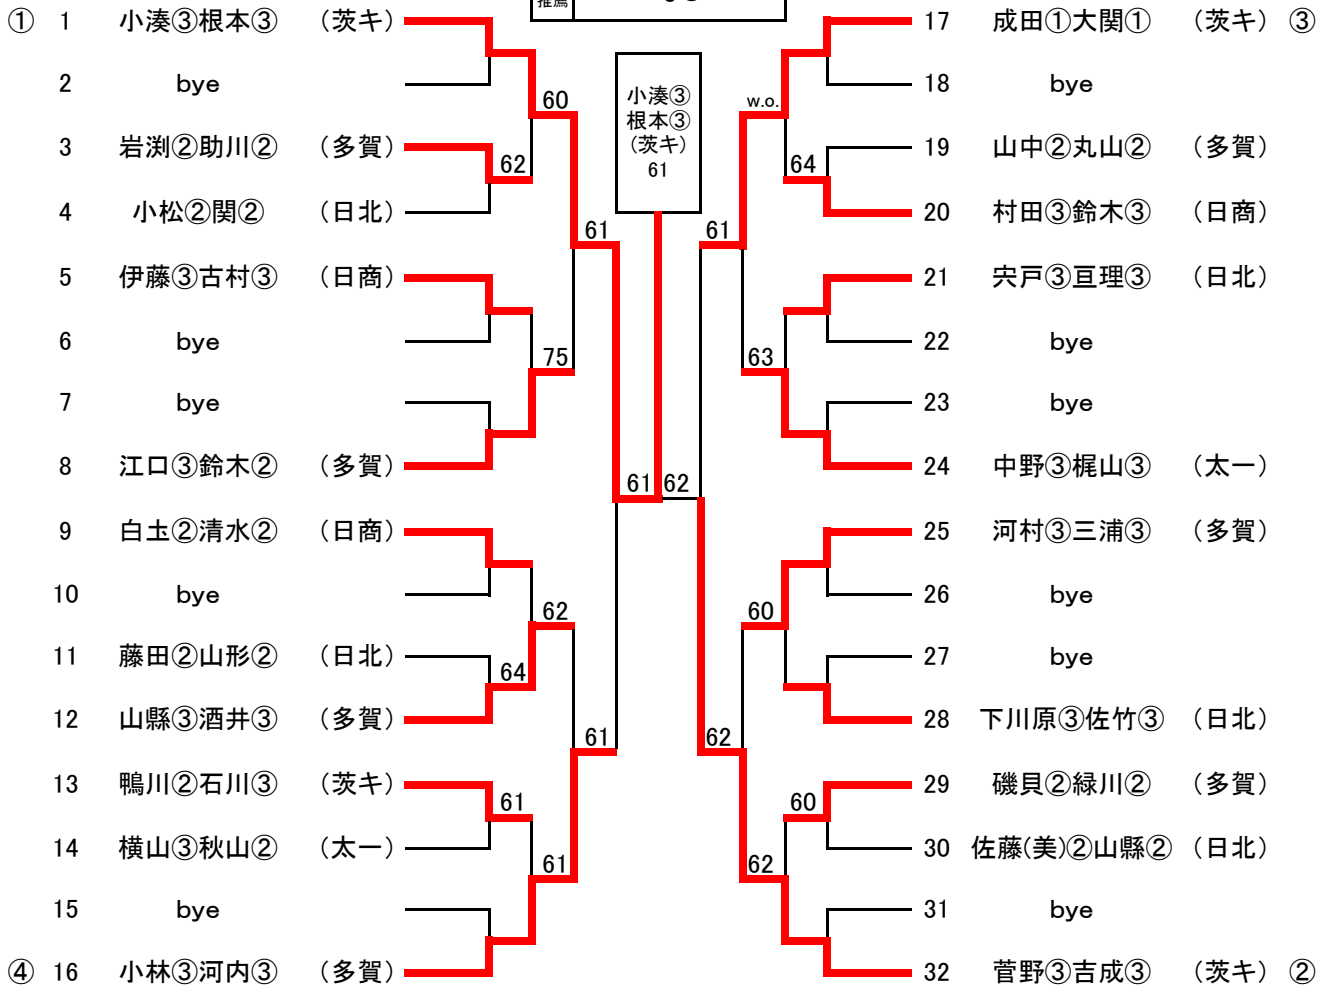 推薦
① 1 小湊③根本③ (茨キ)
2 bye
3 岩渕②助川② (多賀)
4 小松②関② (日北)
5 伊藤③古村③ (日商)
6 bye
7 bye
8 江口③鈴木② (多賀)
9 白土②清水② (日商)
10 bye
11 藤田②山形② (日北)
12 山縣③酒井③ (多賀)
13 鴨川②石川③ (茨キ)
14 横山③秋山② (太一)
15 bye
④ 16 小林③河内③ (多賀)
60
62
61
75
62
64
61
61
61
小湊③
根本③
(茨キ)
61
61 62
w.o.
64
61
63
60
62
60
62
17 成田①大関① (茨キ) ③
18 bye
19 山中②丸山② (多賀)
20 村田③鈴木③ (日商)
21 宍戸③亘理③ (日北)
22 bye
23 bye
24 中野③梶山③ (太一)
25 河村③三浦③ (多賀)
26 bye
27 bye
28 下川原③佐竹③ (日北)
29 磯貝②緑川② (多賀)
30 佐藤(美)②山縣② (日北)
31 bye
32 菅野③吉成③ (茨キ) ②